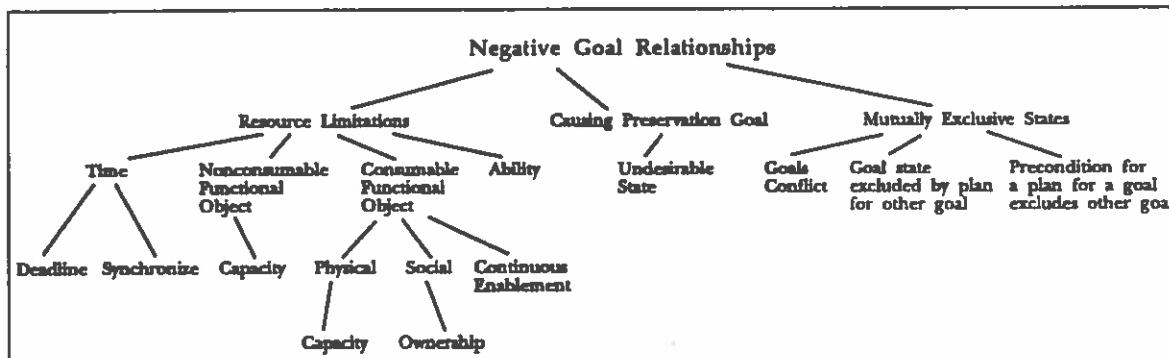 Negative Goal Relationships
Resource Limitations
Causing Preservation Goal
Mutually Exclusive States
Time
Nonconsumable
Functional
Object
Consumable
Functional
Object
Ability
Undesirable
State
Goals
Conflict
Goal state
excluded by plan
for other goal
Precondition for
a plan for a goal
excludes other goal
Deadline
Synchronize
Capacity
Physical
Social
Continuous
Enablement
Capacity
Ownership